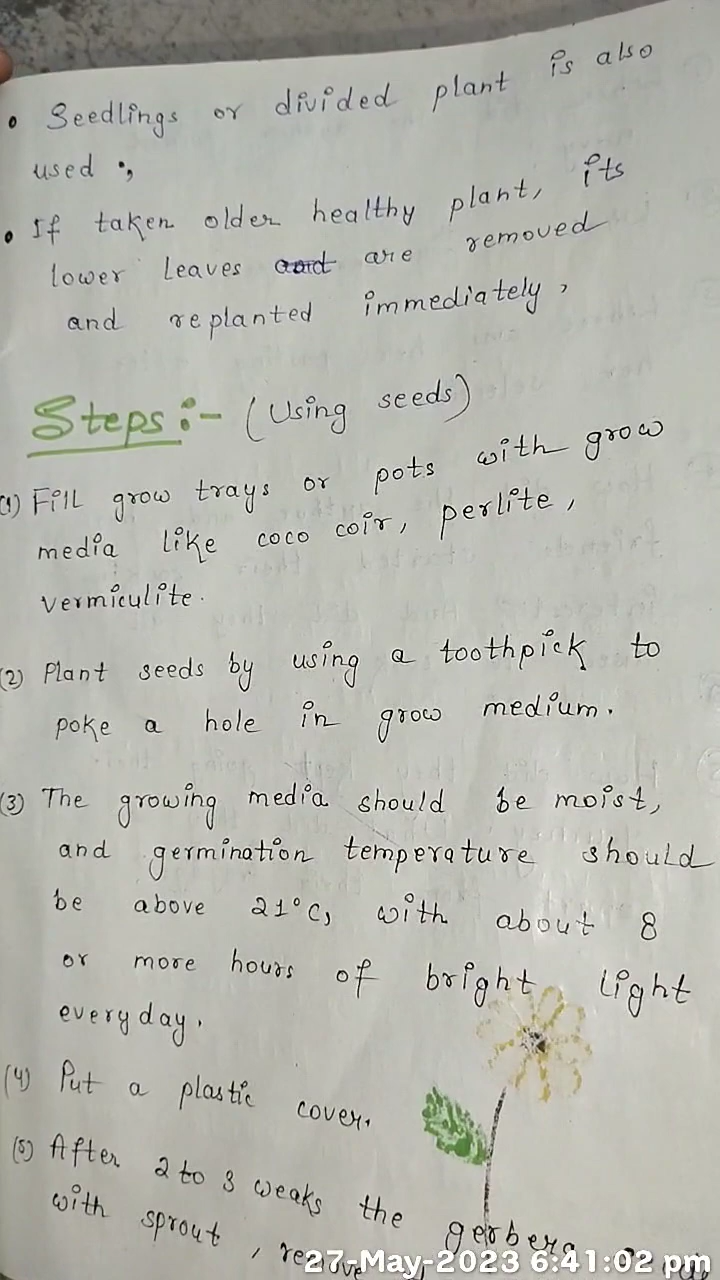 • Seedlings or divided plant is also
used ;,
• If taken older healthy plant, its
lower leaves are removed
and replanted immediately,
Steps :- (Using seeds)
(1) Fill grow trays or pots with grow
media like coco coir, perlite,
vermiculite.
(2) Plant seeds by using a toothpick to
poke a hole in grow medium.
(3) The growing media should be moist,
and germination temperature should
be above 21°C, with about 8
or more hours of bright light
everyday.
(4) Put a plastic cover.
(5) After 2 to 3 weaks the gerbera
with sprout, remove
27-May-2023 6:41:02 pm